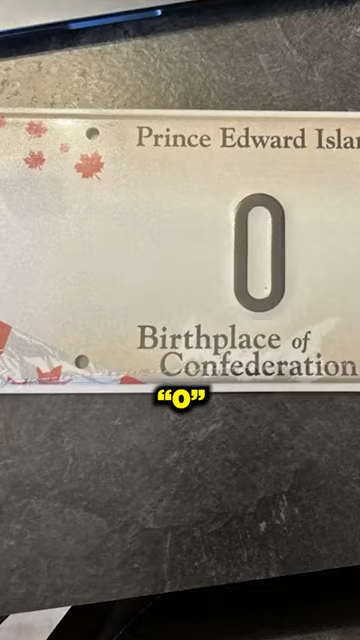 Prince Edward Islan
0
Birthplace of
Confederation
“0”